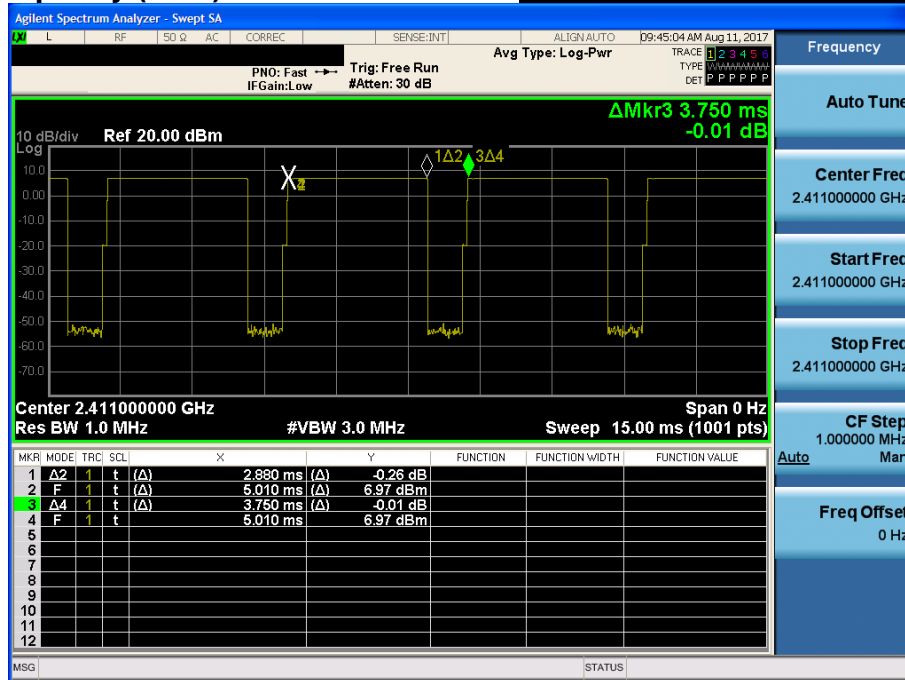 Agilent Spectrum Analyzer - Swept SA
LXI L RF 50 Ω AC CORREC SENSE:INT ALIGN AUTO 09:45:04 AM Aug 11, 2017
Frequency
Avg Type: Log-Pwr
TRACE 1 2 3 4 5 6
TYPE WWWWWW
DET P P P P P P
PNO: Fast
IFGain:Low
Trig: Free Run
#Atten: 30 dB
Auto Tune
ΔMkr3 3.750 ms
-0.01 dB
10 dB/div Ref 20.00 dBm
Log
1Δ2 3Δ4
10.0
0.00
-10.0
-20.0
-30.0
-40.0
-50.0
-60.0
-70.0
Center Freq
2.411000000 GHz
Start Freq
2.411000000 GHz
Stop Freq
2.411000000 GHz
Center 2.411000000 GHz Span 0 Hz
Res BW 1.0 MHz #VBW 3.0 MHz Sweep 15.00 ms (1001 pts)
CF Step
1.000000 MHz
Auto Man
Freq Offset
0 Hz
MKR MODE TRC SCL X Y FUNCTION FUNCTION WIDTH FUNCTION VALUE
1 Δ2 1 t (Δ) 2.880 ms (Δ) -0.26 dB
2 F 1 t 5.010 ms 6.97 dBm
3 Δ4 1 t (Δ) 3.750 ms (Δ) -0.01 dB
4 F 1 t 5.010 ms 6.97 dBm
5
6
7
8
9
10
11
12
MSG STATUS